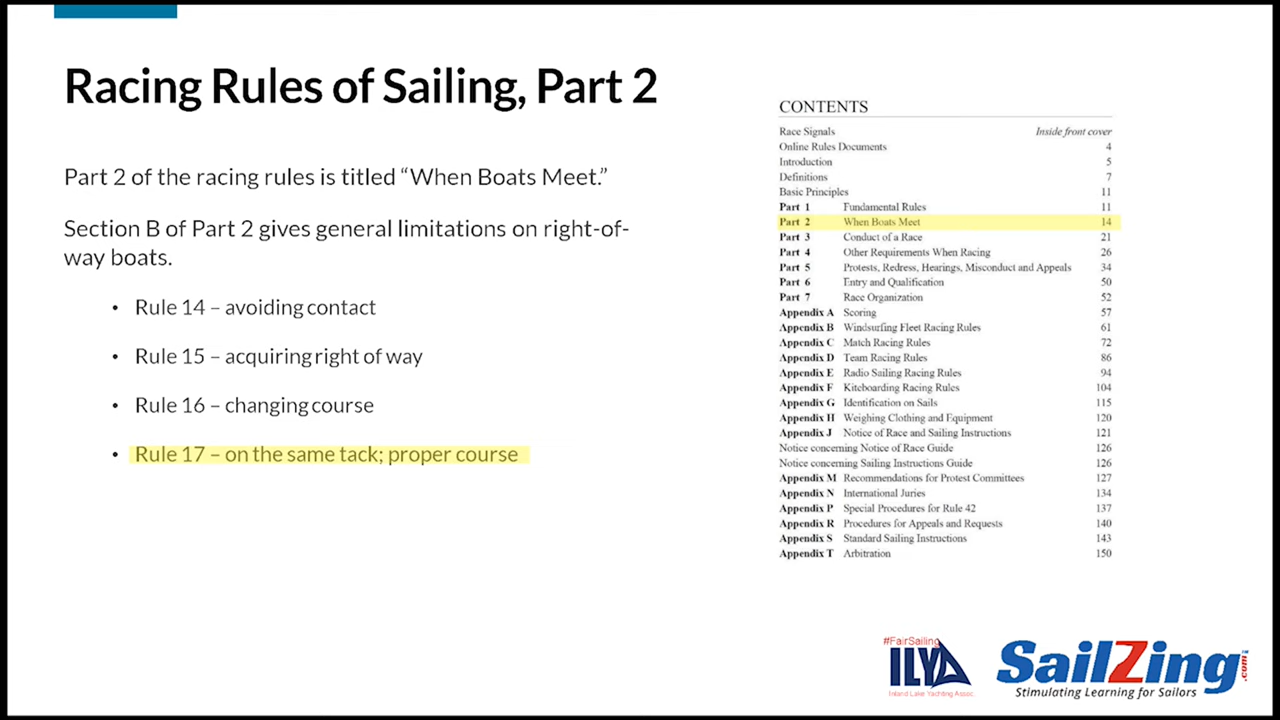 Racing Rules of Sailing, Part 2
Part 2 of the racing rules is titled “When Boats Meet.”
Section B of Part 2 gives general limitations on right-of-
way boats.
• Rule 14 – avoiding contact
• Rule 15 – acquiring right of way
• Rule 16 – changing course
• Rule 17 – on the same tack; proper course
CONTENTS
Race Signals Inside front cover
Online Rules Documents 4
Introduction 5
Definitions 7
Basic Principles 11
Part 1 Fundamental Rules 11
Part 2 When Boats Meet 14
Part 3 Conduct of a Race 21
Part 4 Other Requirements When Racing 26
Part 5 Protests, Redress, Hearings, Misconduct and Appeals 34
Part 6 Entry and Qualification 50
Part 7 Race Organization 52
Appendix A Scoring 57
Appendix B Windsurfing Fleet Racing Rules 61
Appendix C Match Racing Rules 72
Appendix D Team Racing Rules 86
Appendix E Radio Sailing Racing Rules 94
Appendix F Kiteboarding Racing Rules 104
Appendix G Identification on Sails 115
Appendix H Weighing Clothing and Equipment 120
Appendix J Notice of Race and Sailing Instructions 121
Notice concerning Notice of Race Guide 126
Notice concerning Sailing Instructions Guide 126
Appendix M Recommendations for Protest Committees 127
Appendix N International Juries 134
Appendix P Special Procedures for Rule 42 137
Appendix R Procedures for Appeals and Requests 140
Appendix S Standard Sailing Instructions 143
Appendix T Arbitration 150
#FairSailing
ILYA
Inland Lake Yachting Assoc.
SailZing.com
Stimulating Learning for Sailors